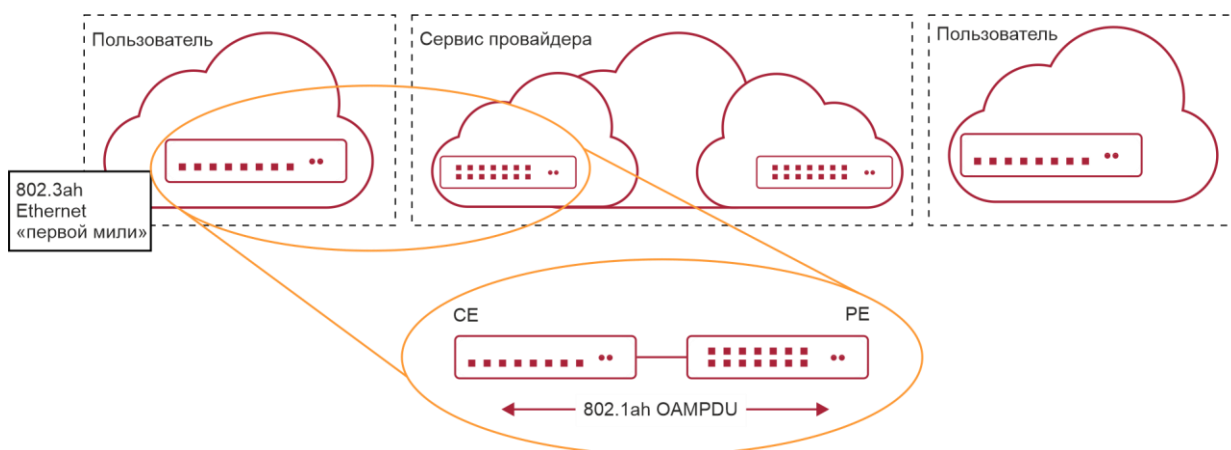 Пользователь
Сервис провайдера
Пользователь
802.3ah
Ethernet
«первой мили»
CE
PE
802.1ah OAMPDU